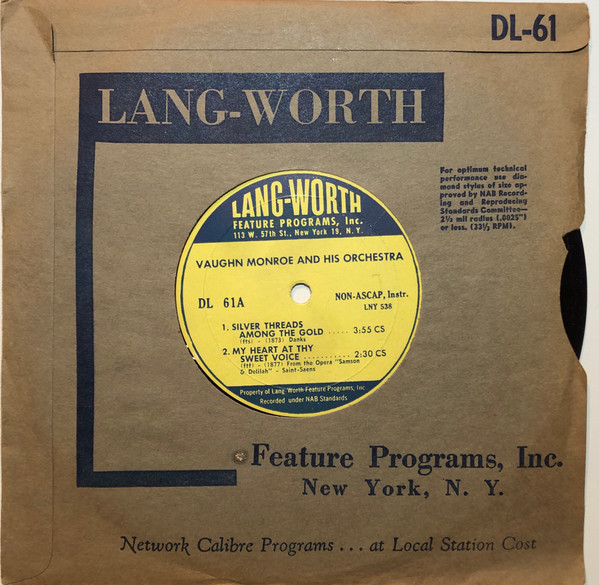 DL-61
LANG-WORTH
For optimum technical
performance use dia-
mond stylus of size ap-
proved by NAB Record-
ing and Reproducing
Standards Committee—
2½ mil radius (.0025")
or less, (33⅓ RPM).
LANG-WORTH
FEATURE PROGRAMS, Inc.
113 W. 57th St., New York 19, N. Y.
VAUGHN MONROE AND HIS ORCHESTRA
DL 61A
NON-ASCAP, Instr.
LNY 538
1. SILVER THREADS
AMONG THE GOLD ..... 3:55 CS
(fts) - (1873) Danks
2. MY HEART AT THY
SWEET VOICE ........... 2:30 CS
(ftf) - (1877) From the Opera "Samson
& Delilah" - Saint-Saens
Property of Lang-Worth Feature Programs, Inc
Recorded under NAB Standards
Feature Programs, Inc.
New York, N. Y.
Network Calibre Programs ... at Local Station Cost